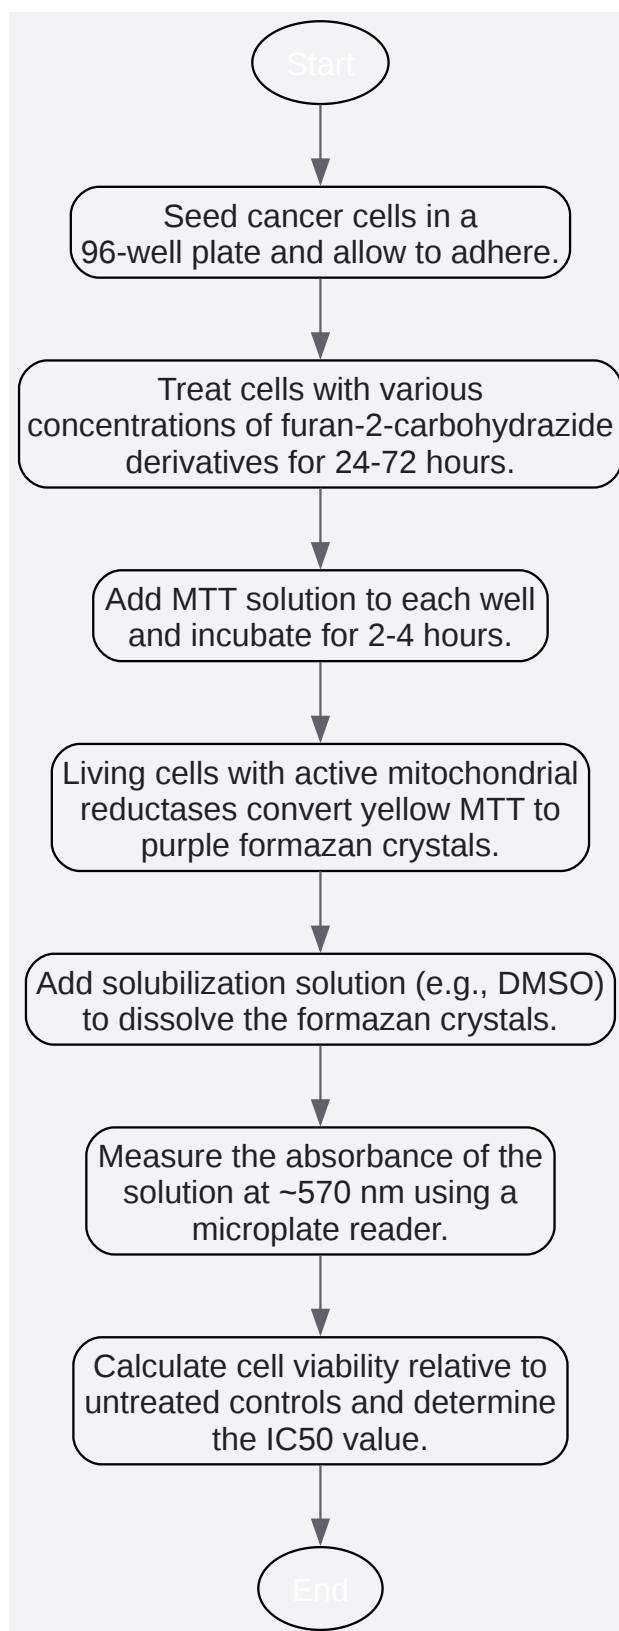 Start
Seed cancer cells in a
96-well plate and allow to adhere.
Treat cells with various
concentrations of furan-2-carbohydrazide
derivatives for 24-72 hours.
Add MTT solution to each well
and incubate for 2-4 hours.
Living cells with active mitochondrial
reductases convert yellow MTT to
purple formazan crystals.
Add solubilization solution (e.g., DMSO)
to dissolve the formazan crystals.
Measure the absorbance of the
solution at ~570 nm using a
microplate reader.
Calculate cell viability relative to
untreated controls and determine
the IC50 value.
End